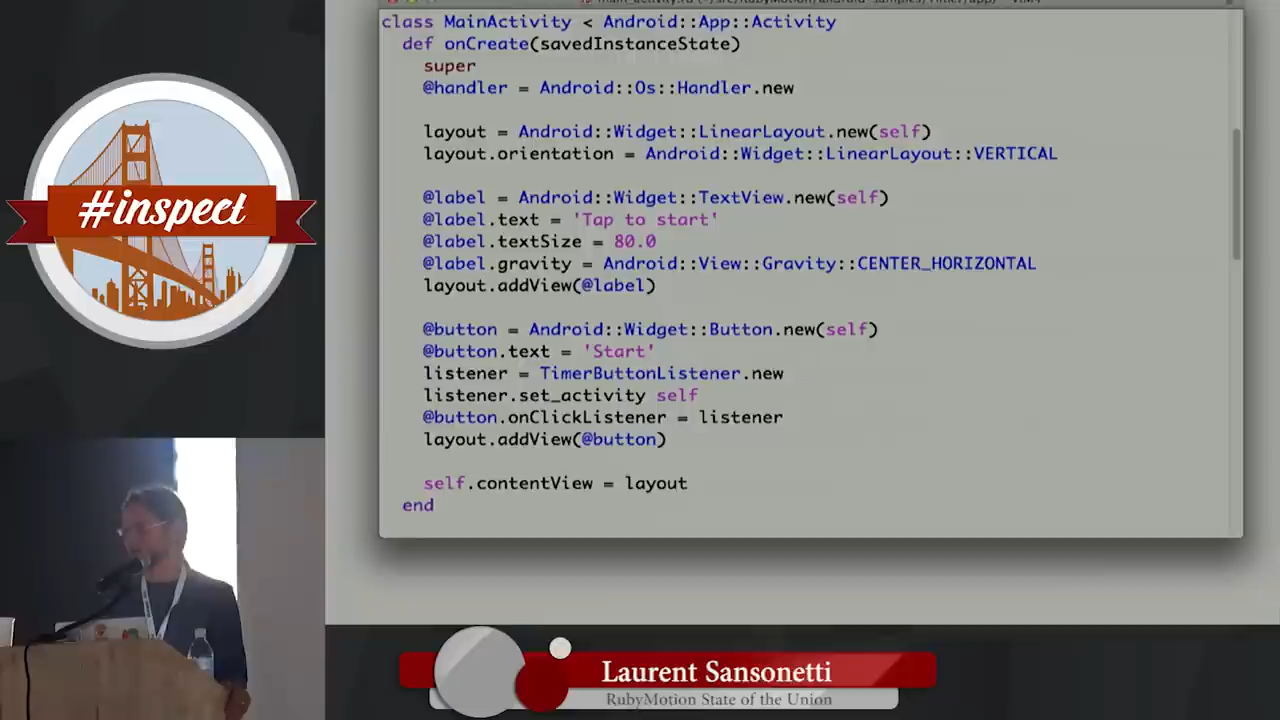 class MainActivity < Android::App::Activity
def onCreate(savedInstanceState)
super
@handler = Android::Os::Handler.new
layout = Android::Widget::LinearLayout.new(self)
layout.orientation = Android::Widget::LinearLayout::VERTICAL
@label = Android::Widget::TextView.new(self)
@label.text = 'Tap to start'
@label.textSize = 80.0
@label.gravity = Android::View::Gravity::CENTER_HORIZONTAL
layout.addView(@label)
@button = Android::Widget::Button.new(self)
@button.text = 'Start'
listener = TimerButtonListener.new
listener.set_activity self
@button.onClickListener = listener
layout.addView(@button)
self.contentView = layout
end
#inspect
Laurent Sansonetti
RubyMotion State of the Union